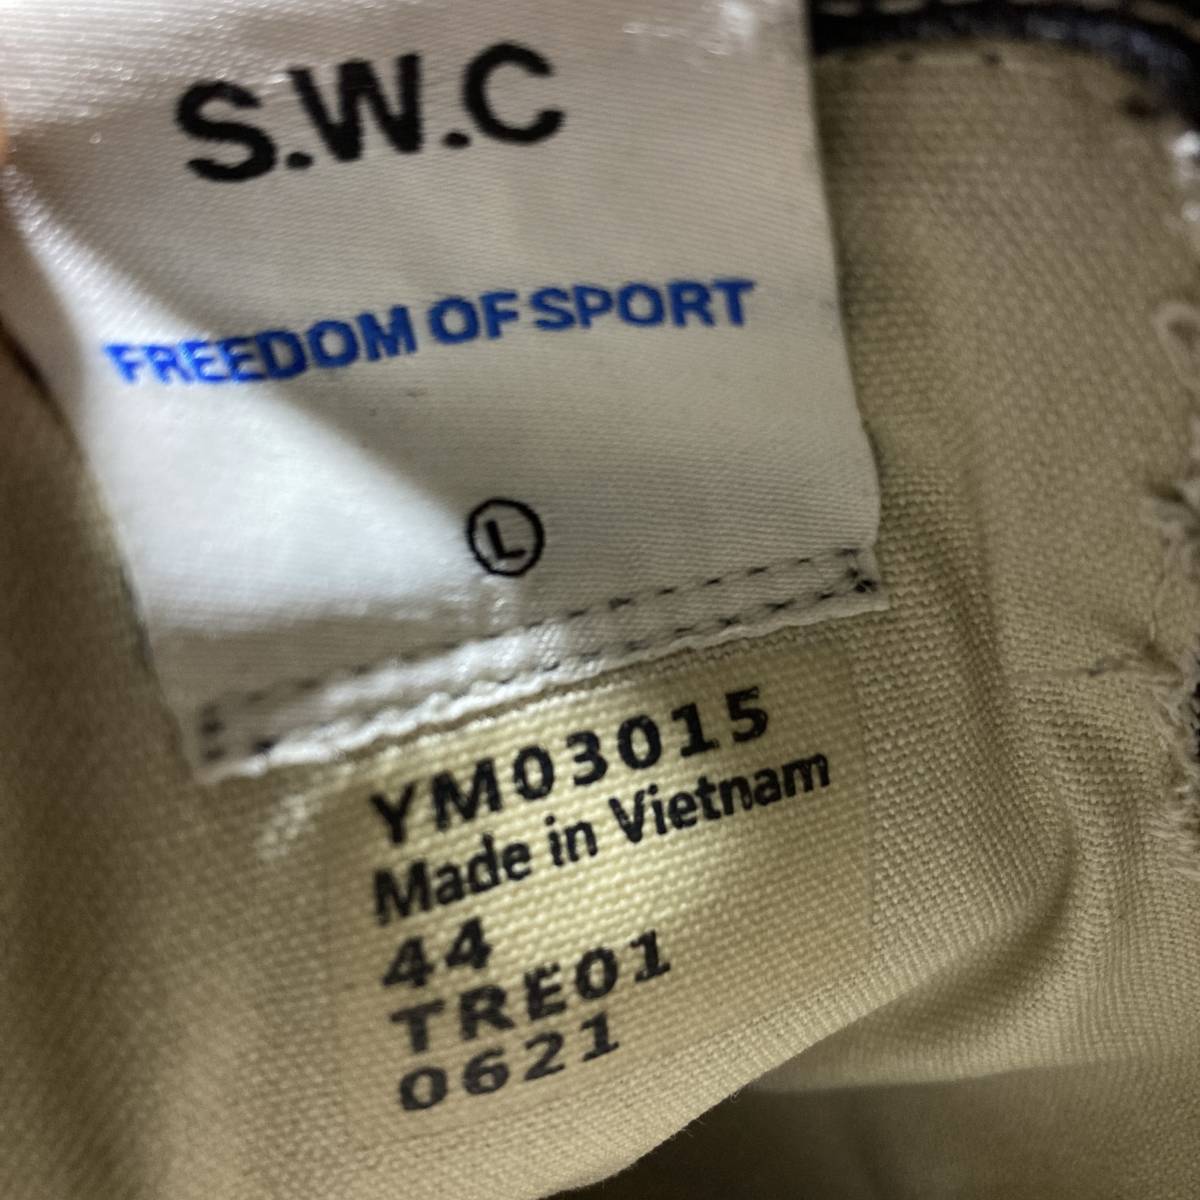 S.W.C
FREEDOM OF SPORT
L
YM03015
Made in Vietnam
44
TRE01
0621